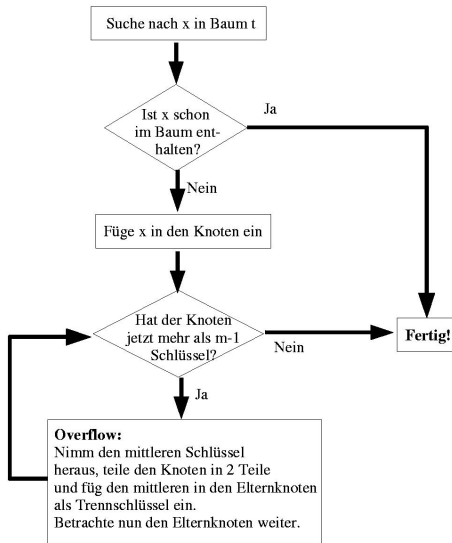 Suche nach x in Baum t
Ist x schon
im Baum ent-
halten?
Ja
Nein
Füge x in den Knoten ein
Hat der Knoten
jetzt mehr als m-1
Schlüssel?
Nein
Fertig!
Ja
Overflow:
Nimm den mittleren Schlüssel
heraus, teile den Knoten in 2 Teile
und füg den mittleren in den Elternknoten
als Trennschlüssel ein.
Betrachte nun den Elternknoten weiter.